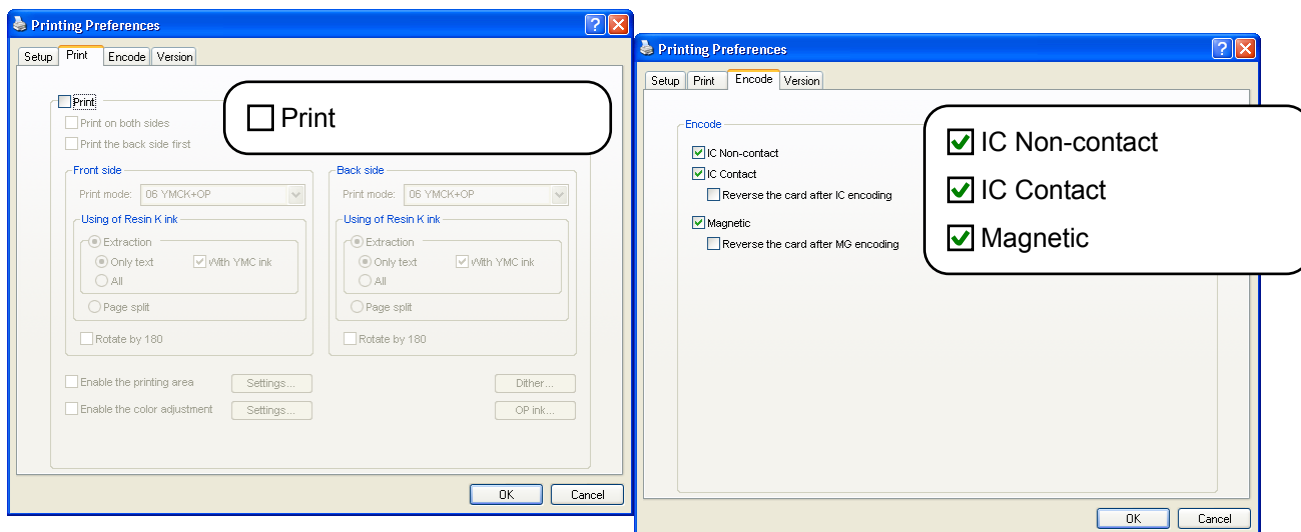 Printing Preferences
Setup Print Encode Version
Print
Print on both sides
Print the back side first
Print
Front side
Print mode: 06 YMCK+OP
Using of Resin K ink
Extraction
Only text With YMC ink
All
Page split
Rotate by 180
Back side
Print mode: 06 YMCK+OP
Using of Resin K ink
Extraction
Only text With YMC ink
All
Page split
Rotate by 180
Enable the printing area Settings... Dither...
Enable the color adjustment Settings... OP ink...
OK Cancel
Printing Preferences
Setup Print Encode Version
Encode
IC Non-contact
IC Contact
Reverse the card after IC encoding
Magnetic
Reverse the card after MG encoding
IC Non-contact
IC Contact
Magnetic
OK Cancel